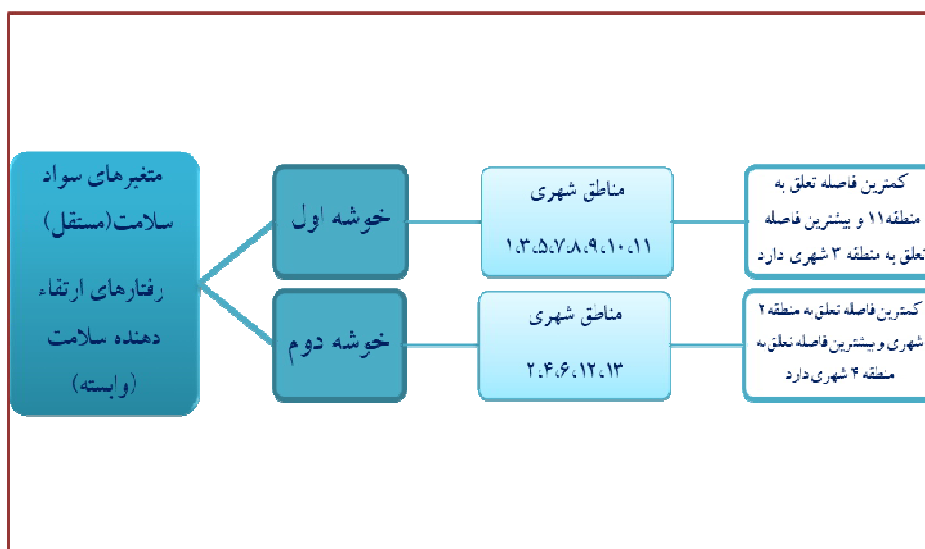 متغیرهای سواد
سلامت(مستقل)
رفتارهای ارتقاء
دهنده سلامت
(وابسته)
خوشه اول
مناطق شهری
۱،۳،۵،۷،۸،۹،۱۰،۱۱
کمترین فاصله تعلق به
منطقه۱۱ و بیشترین فاصله
تعلق به منطقه ۳ شهری دارد
خوشه دوم
مناطق شهری
۲،۴،۶،۱۲،۱۳
کمترین فاصله تعلق به منطقه۲
شهری و بیشترین فاصله تعلق به
منطقه ۴ شهری دارد